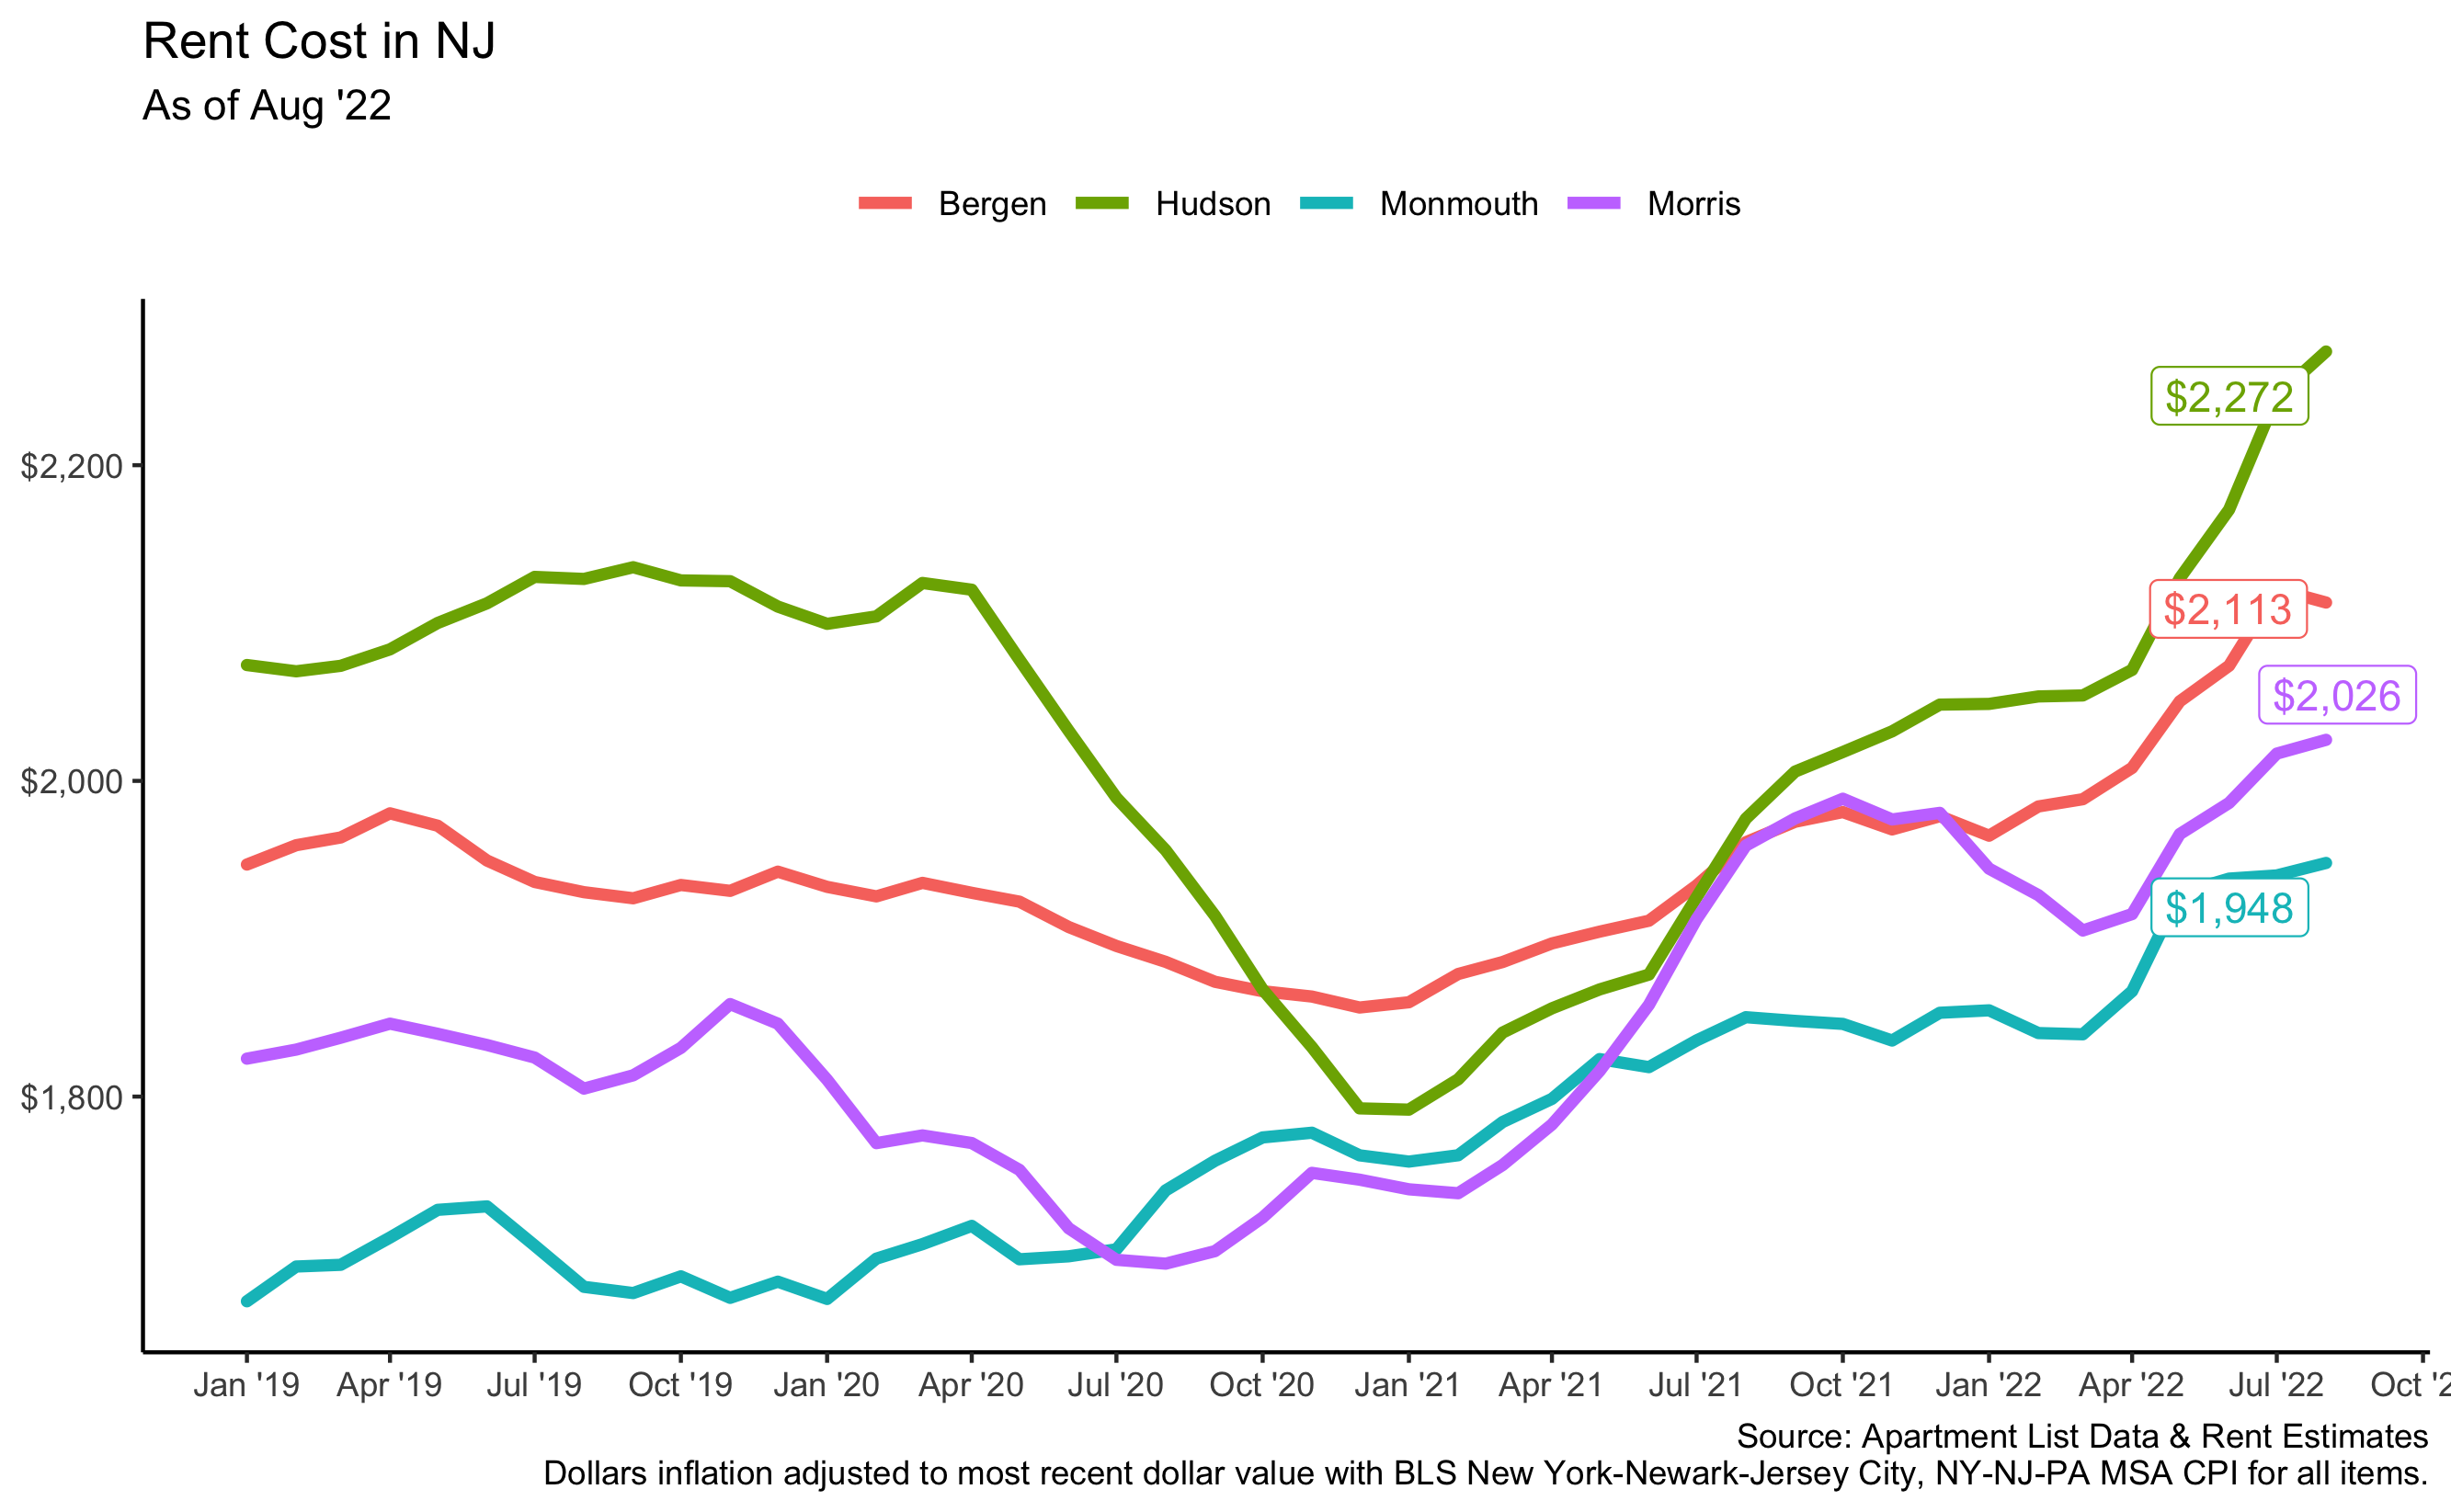 Rent Cost in NJ
As of Aug '22
Bergen Hudson Monmouth Morris
$2,272
$2,200
$2,113
$2,026
$2,000
$1,948
$1,800
Jan '19 Apr '19 Jul '19 Oct '19 Jan '20 Apr '20 Jul '20 Oct '20 Jan '21 Apr '21 Jul '21 Oct '21 Jan '22 Apr '22 Jul '22 Oct '2
Source: Apartment List Data & Rent Estimates
Dollars inflation adjusted to most recent dollar value with BLS New York-Newark-Jersey City, NY-NJ-PA MSA CPI for all items.